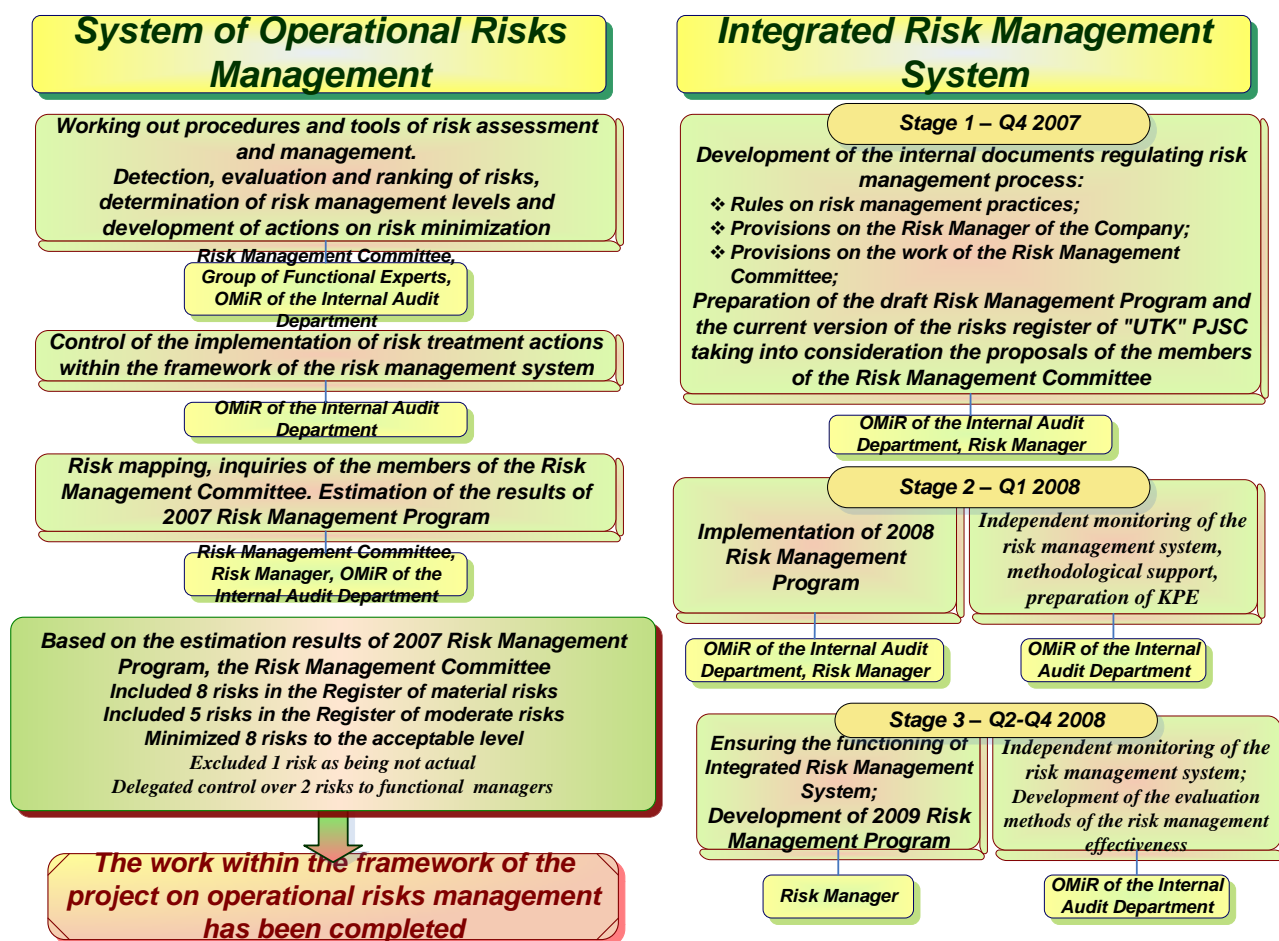 System of Operational Risks
Management
Working out procedures and tools of risk assessment
and management.
Detection, evaluation and ranking of risks,
determination of risk management levels and
development of actions on risk minimization
Risk Management Committee,
Group of Functional Experts,
OMiR of the Internal Audit
Department
Control of the implementation of risk treatment actions
within the framework of the risk management system
OMiR of the Internal Audit
Department
Risk mapping, inquiries of the members of the Risk
Management Committee. Estimation of the results of
2007 Risk Management Program
Risk Management Committee,
Risk Manager, OMiR of the
Internal Audit Department
Based on the estimation results of 2007 Risk Management
Program, the Risk Management Committee
Included 8 risks in the Register of material risks
Included 5 risks in the Register of moderate risks
Minimized 8 risks to the acceptable level
Excluded 1 risk as being not actual
Delegated control over 2 risks to functional managers
The work within the framework of the
project on operational risks management
has been completed
Integrated Risk Management
System
Stage 1 – Q4 2007
Development of the internal documents regulating risk
management process:
❖ Rules on risk management practices;
❖ Provisions on the Risk Manager of the Company;
❖ Provisions on the work of the Risk Management
Committee;
Preparation of the draft Risk Management Program and
the current version of the risks register of "UTK" PJSC
taking into consideration the proposals of the members
of the Risk Management Committee
OMiR of the Internal Audit
Department, Risk Manager
Stage 2 – Q1 2008
Implementation of 2008
Risk Management
Program
OMiR of the Internal Audit
Department, Risk Manager
Independent monitoring of the
risk management system,
methodological support,
preparation of KPE
OMiR of the Internal
Audit Department
Stage 3 – Q2-Q4 2008
Ensuring the functioning of
Integrated Risk Management
System;
Development of 2009 Risk
Management Program
Risk Manager
Independent monitoring of the
risk management system;
Development of the evaluation
methods of the risk management
effectiveness
OMiR of the Internal
Audit Department